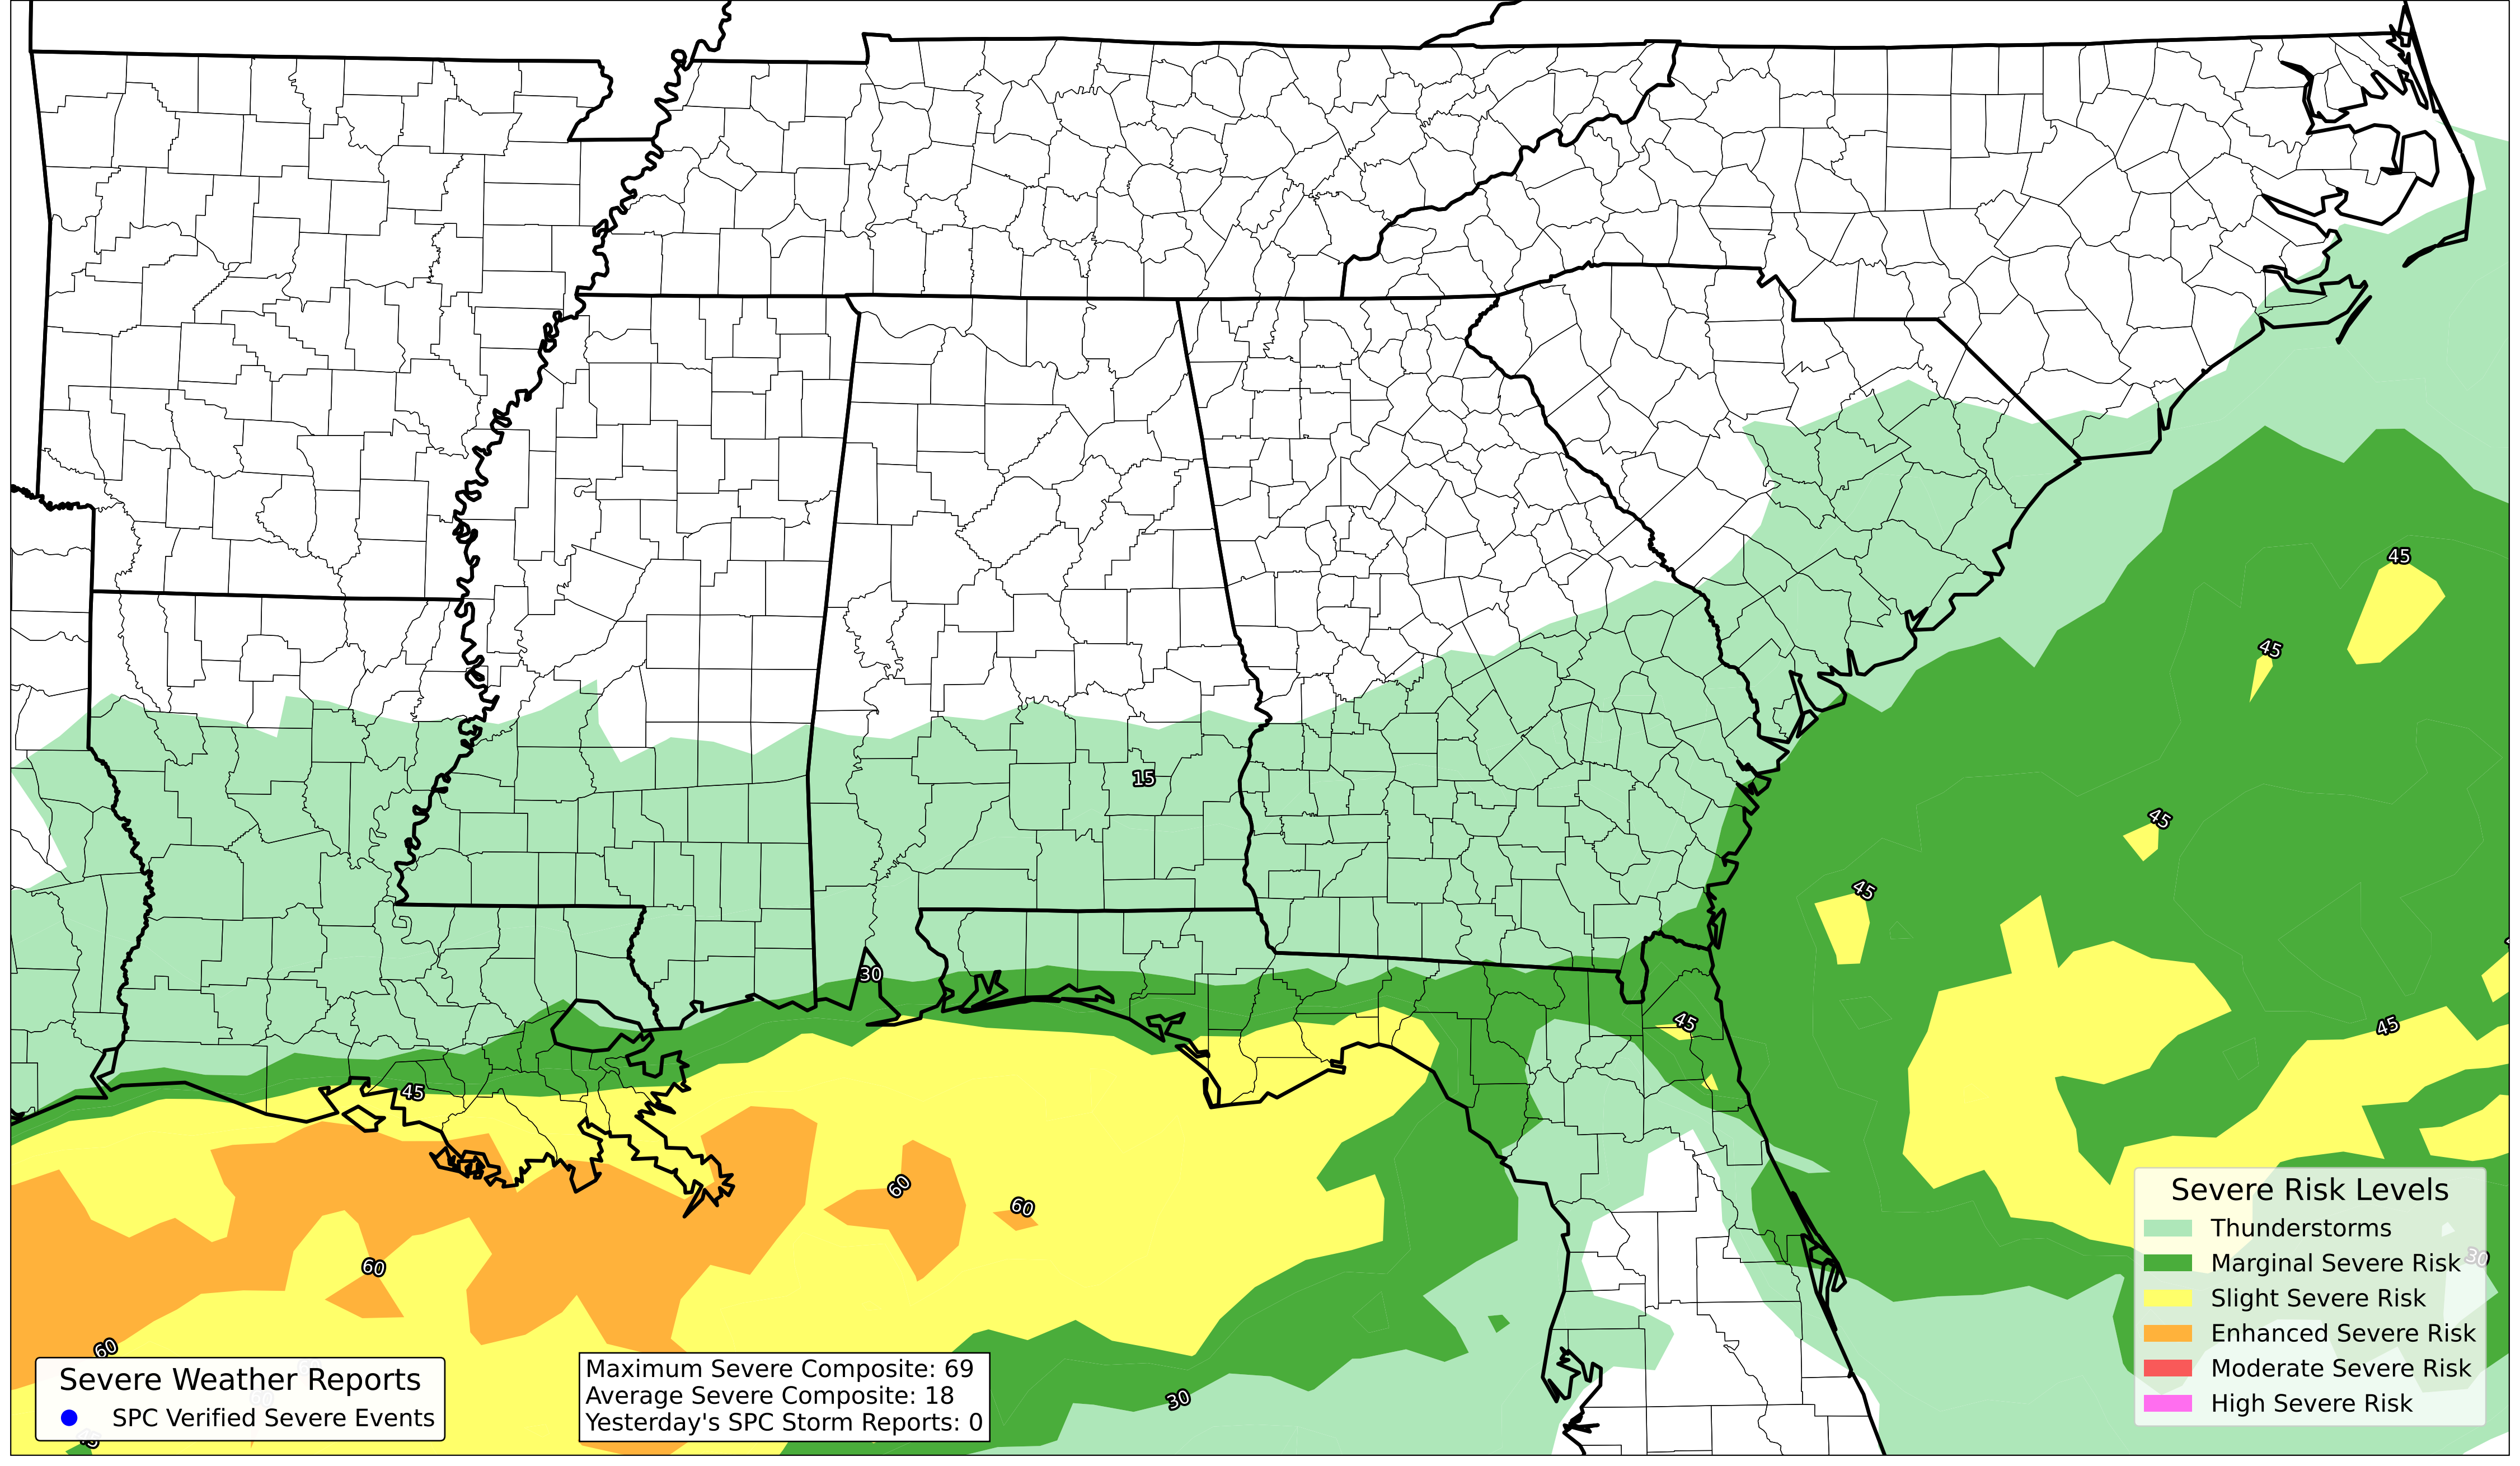 45
45
15
45
45
30
45
45
45
60
60
60
60
30
30
Severe Risk Levels
Thunderstorms
Marginal Severe Risk
Slight Severe Risk
Enhanced Severe Risk
Moderate Severe Risk
High Severe Risk
Severe Weather Reports
SPC Verified Severe Events
Maximum Severe Composite: 69
Average Severe Composite: 18
Yesterday's SPC Storm Reports: 0